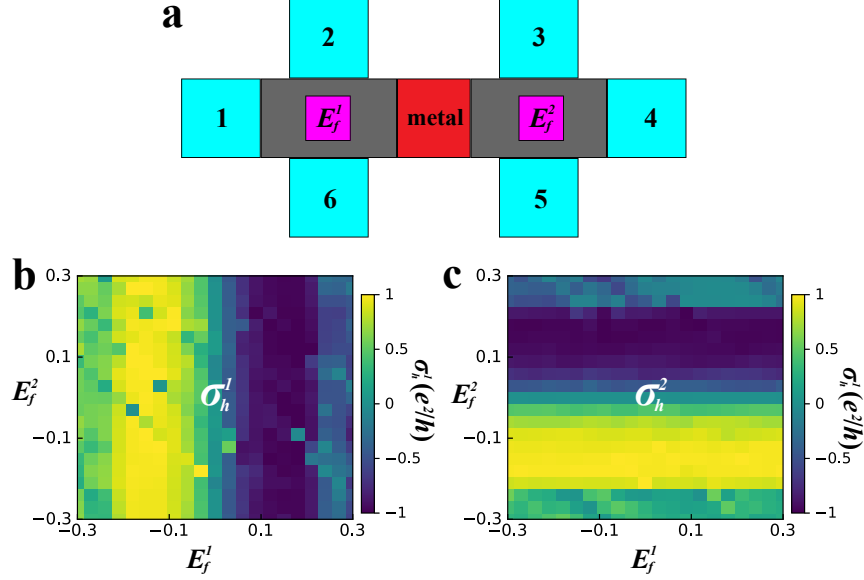 a
2 3
1 E_f^1 metal E_f^2 4
6 5
b
0.3
0.1
−0.1
−0.3
E_f^2
σ_h^1
−0.3 −0.1 0.1 0.3
E_f^1
1
0.5
0
−0.5
−1
σ_h^1(e²/h)
c
0.3
0.1
−0.1
−0.3
E_f^2
σ_h^2
−0.3 −0.1 0.1 0.3
E_f^1
1
0.5
0
−0.5
−1
σ_h^1(e²/h)